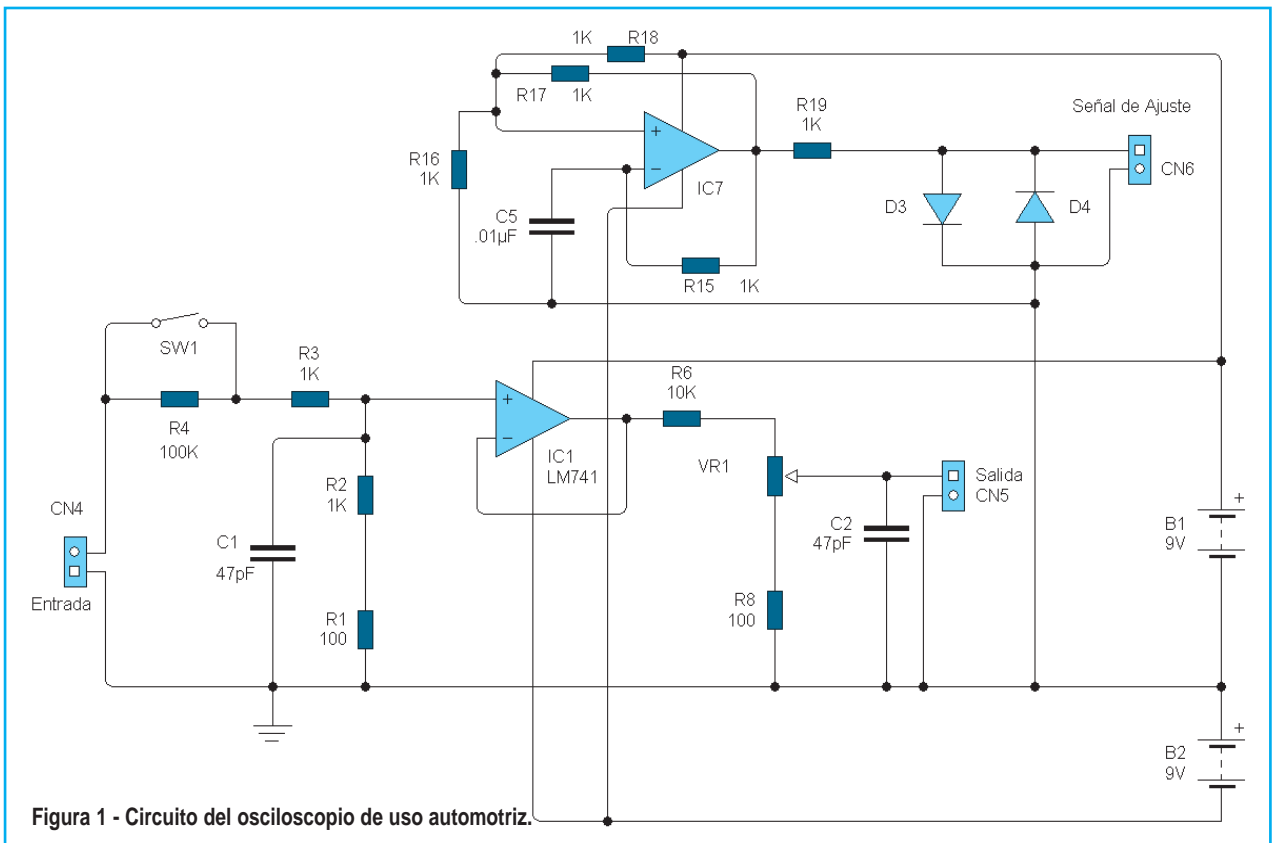 1K R18
R17 1K
R19
1K
Señal de Ajuste
CN6
R16
1K
+
−
IC7
C5
.01µF
D3
D4
R15 1K
SW1
R3
1K
R4
100K
+
−
IC1
LM741
R6
10K
VR1
Salida
CN5
CN4
Entrada
C1
47pF
R2
1K
R1
100
C2
47pF
R8
100
+
B1
9V
+
B2
9V
Figura 1 - Circuito del osciloscopio de uso automotriz.